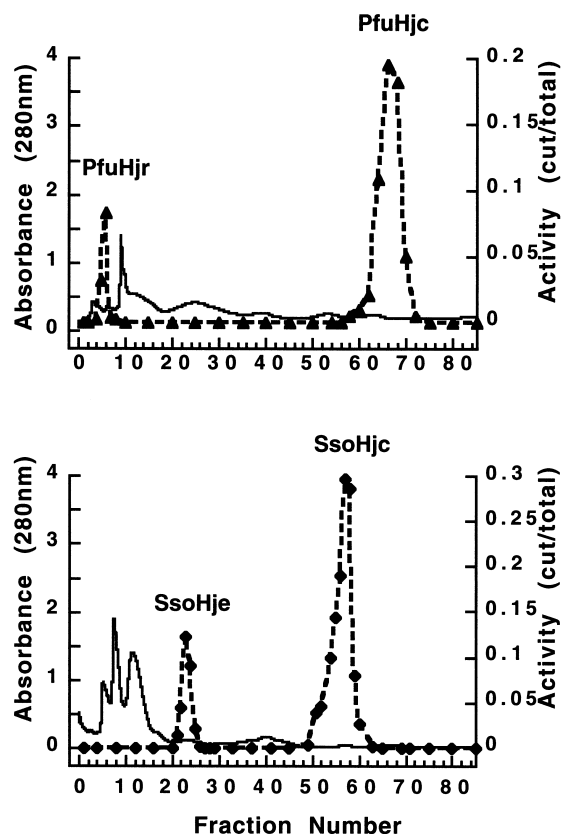 PfuHjc
4
3
2
1
0
Absorbance (280nm)
PfuHjr
0.2
0.15
0.1
0.05
0
Activity (cut/total)
0 10 20 30 40 50 60 70 80
SsoHjc
4
3
2
1
0
Absorbance (280nm)
SsoHje
0.3
0.25
0.2
0.15
0.1
0.05
0
Activity (cut/total)
0 10 20 30 40 50 60 70 80
Fraction Number